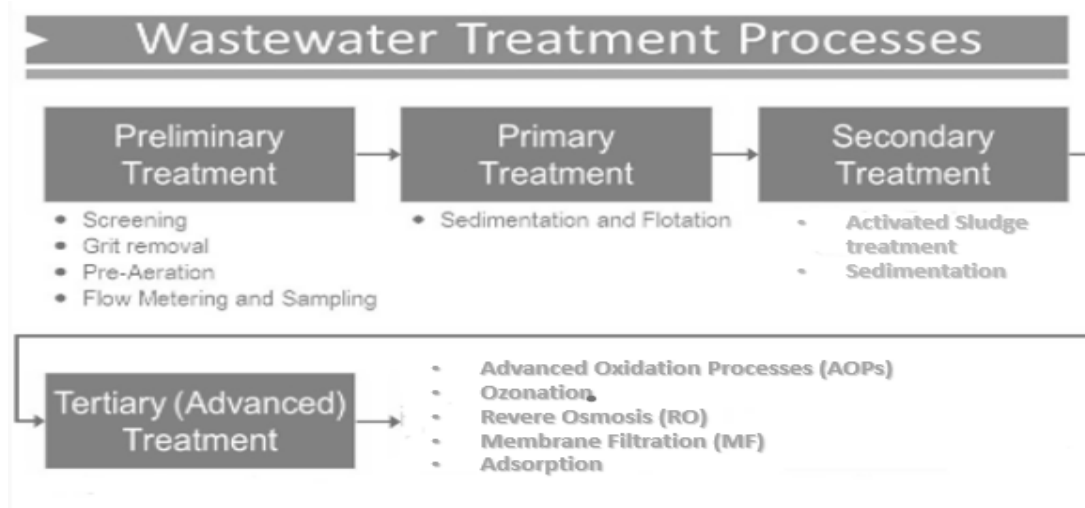 Wastewater Treatment Processes
Preliminary
Treatment
Primary
Treatment
Secondary
Treatment
• Screening
• Grit removal
• Pre-Aeration
• Flow Metering and Sampling
• Sedimentation and Flotation
• Activated Sludge
treatment
• Sedimentation
Tertiary (Advanced)
Treatment
• Advanced Oxidation Processes (AOPs)
• Ozonation
• Revere Osmosis (RO)
• Membrane Filtration (MF)
• Adsorption